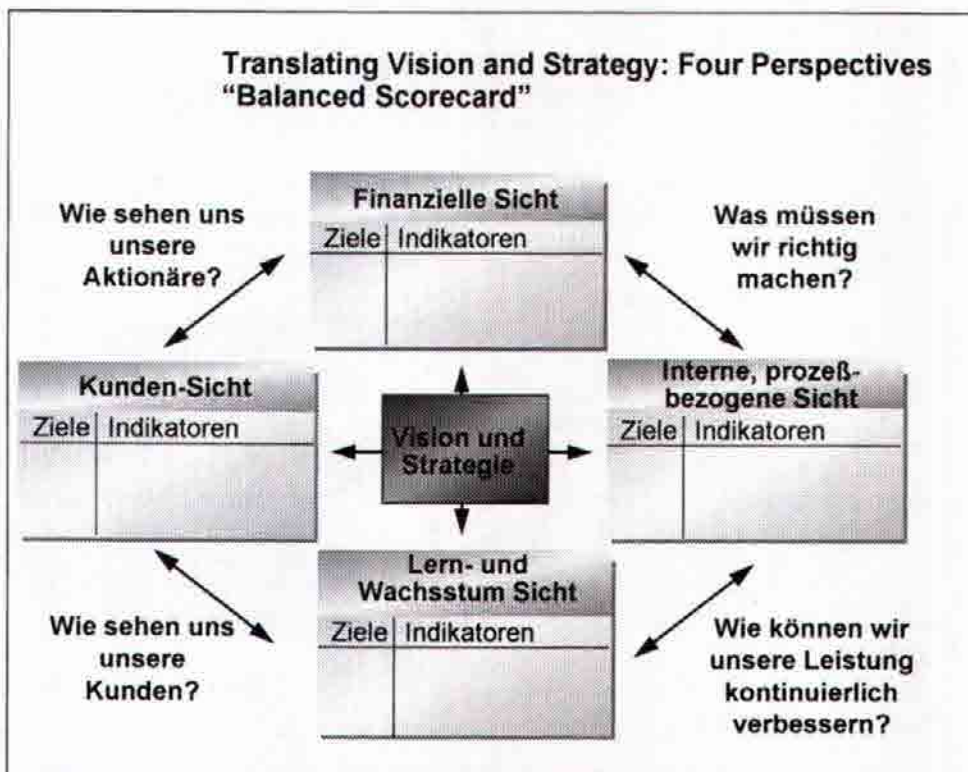 Translating Vision and Strategy: Four Perspectives
“Balanced Scorecard”
Wie sehen uns
unsere
Aktionäre?
Finanzielle Sicht
Ziele Indikatoren
Was müssen
wir richtig
machen?
Kunden-Sicht
Ziele Indikatoren
Vision und
Strategie
Interne, prozeß-
bezogene Sicht
Ziele Indikatoren
Wie sehen uns
unsere
Kunden?
Lern- und
Wachsstum Sicht
Ziele Indikatoren
Wie können wir
unsere Leistung
kontinuierlich
verbessern?